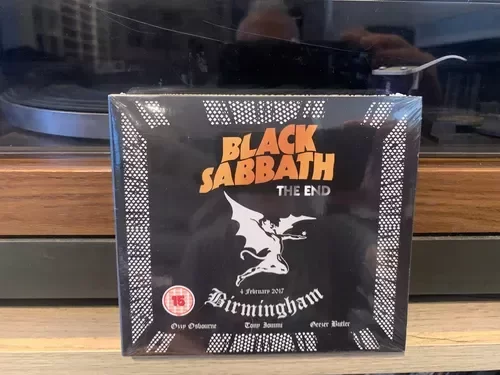 BLACK
SABBATH
THE END
4 February 2017
Birmingham
15
Ozzy Osbourne Tony Iommi Geezer Butler